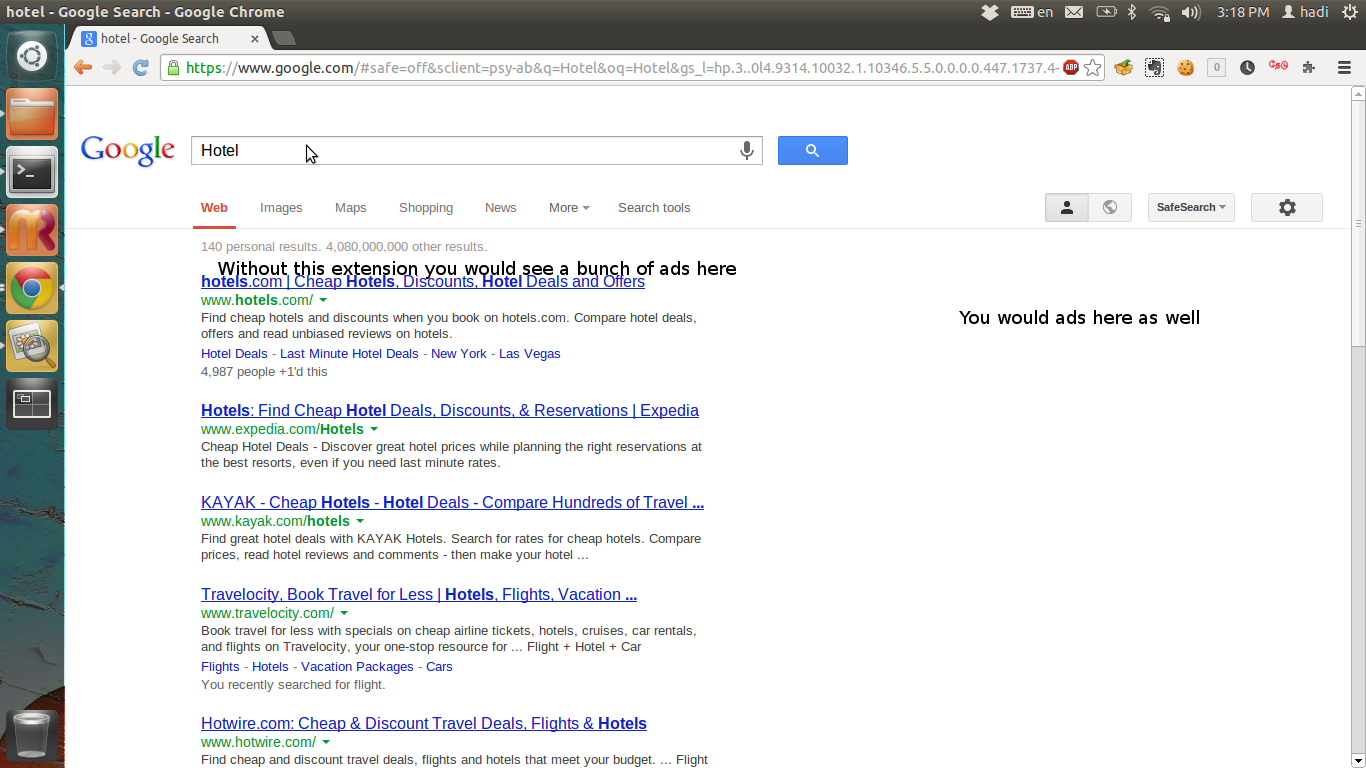 hotel - Google Search - Google Chrome
en
3:18 PM
hadi
hotel - Google Search
https://www.google.com/#safe=off&sclient=psy-ab&q=Hotel&oq=Hotel&gs_l=hp.3..0l4.9314.10032.1.10346.5.5.0.0.0.0.447.1737.4-
ABP
0
Google
Hotel
Web
Images
Maps
Shopping
News
More
Search tools
SafeSearch
140 personal results. 4,080,000,000 other results.
Without this extension you would see a bunch of ads here
hotels.com | Cheap Hotels, Discounts, Hotel Deals and Offers
www.hotels.com/
Find cheap hotels and discounts when you book on hotels.com. Compare hotel deals,
offers and read unbiased reviews on hotels.
Hotel Deals - Last Minute Hotel Deals - New York - Las Vegas
4,987 people +1'd this
You would ads here as well
Hotels: Find Cheap Hotel Deals, Discounts, & Reservations | Expedia
www.expedia.com/Hotels
Cheap Hotel Deals - Discover great hotel prices while planning the right reservations at
the best resorts, even if you need last minute rates.
KAYAK - Cheap Hotels - Hotel Deals - Compare Hundreds of Travel ...
www.kayak.com/hotels
Find great hotel deals with KAYAK Hotels. Search for rates for cheap hotels. Compare
prices, read hotel reviews and comments - then make your hotel ...
Travelocity, Book Travel for Less | Hotels, Flights, Vacation ...
www.travelocity.com/
Book travel for less with specials on cheap airline tickets, hotels, cruises, car rentals,
and flights on Travelocity, your one-stop resource for ... Flight + Hotel + Car
Flights - Hotels - Vacation Packages - Cars
You recently searched for flight.
Hotwire.com: Cheap & Discount Travel Deals, Flights & Hotels
www.hotwire.com/
Find cheap and discount travel deals, flights and hotels that meet your budget. ... Flight